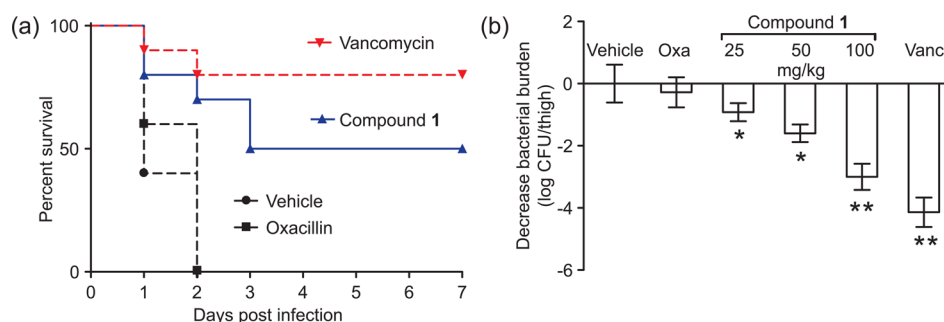 (a)
100
50
0
Percent survival
Vancomycin
Compound 1
Vehicle
Oxacillin
0 1 2 3 4 5 6 7
Days post infection
(b)
2
0
-2
-4
-6
Decrease bacterial burden
(log CFU/thigh)
Compound 1
Vehicle Oxa 25 50 100 Vanc
mg/kg
* * ** **